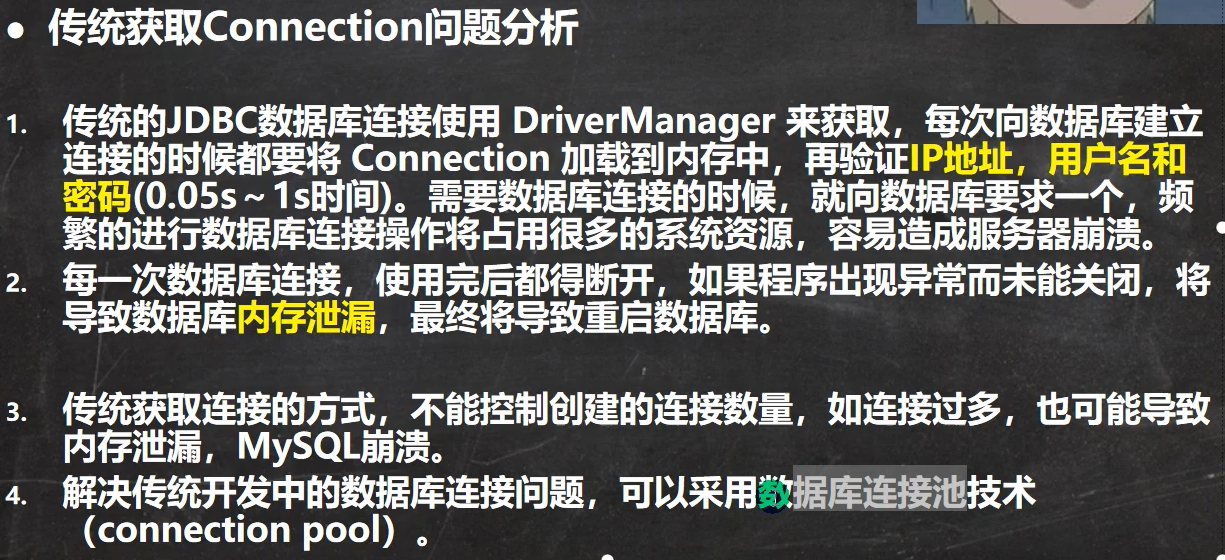 ● 传统获取Connection问题分析
1. 传统的JDBC数据库连接使用 DriverManager 来获取，每次向数据库建立
连接的时候都要将 Connection 加载到内存中，再验证IP地址，用户名和
密码(0.05s～1s时间)。需要数据库连接的时候，就向数据库要求一个，频
繁的进行数据库连接操作将占用很多的系统资源，容易造成服务器崩溃。
2. 每一次数据库连接，使用完后都得断开，如果程序出现异常而未能关闭，将
导致数据库内存泄漏，最终将导致重启数据库。
3. 传统获取连接的方式，不能控制创建的连接数量，如连接过多，也可能导致
内存泄漏，MySQL崩溃。
4. 解决传统开发中的数据库连接问题，可以采用数据库连接池技术
（connection pool）。